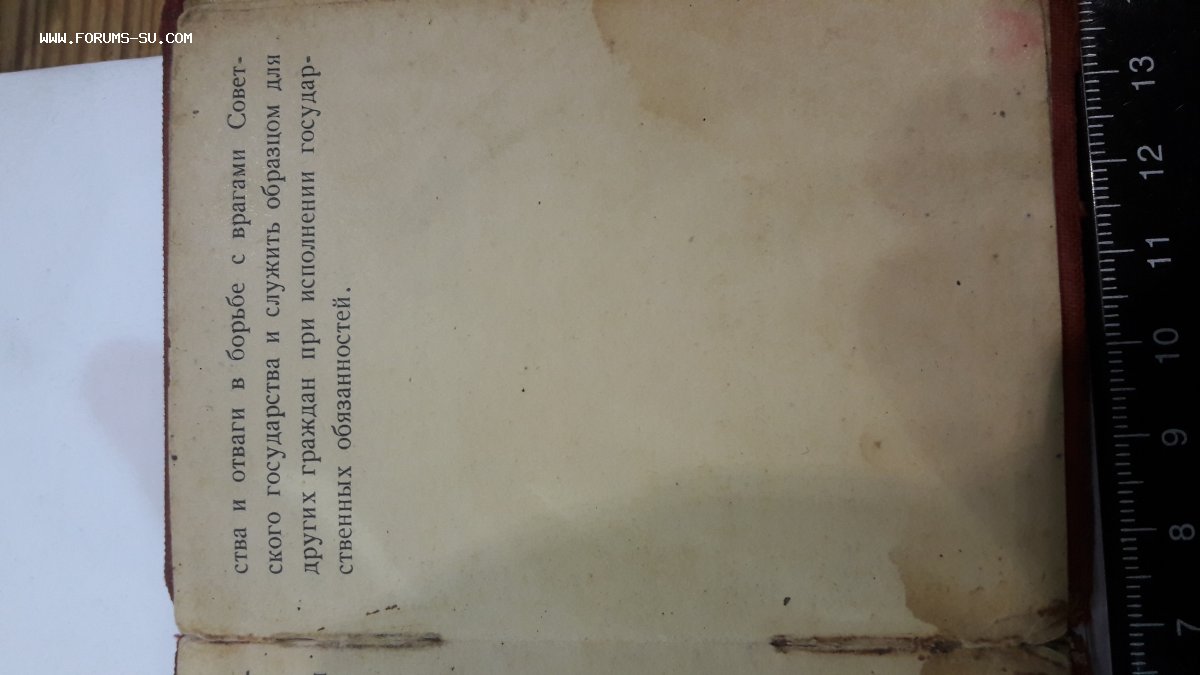 WWW.FORUMS-SU.COM
ства и отваги в борьбе с врагами Совет-
ского государства и служить образцом для
других граждан при исполнении государ-
ственных обязанностей.
13
12
11
10
9
8
7